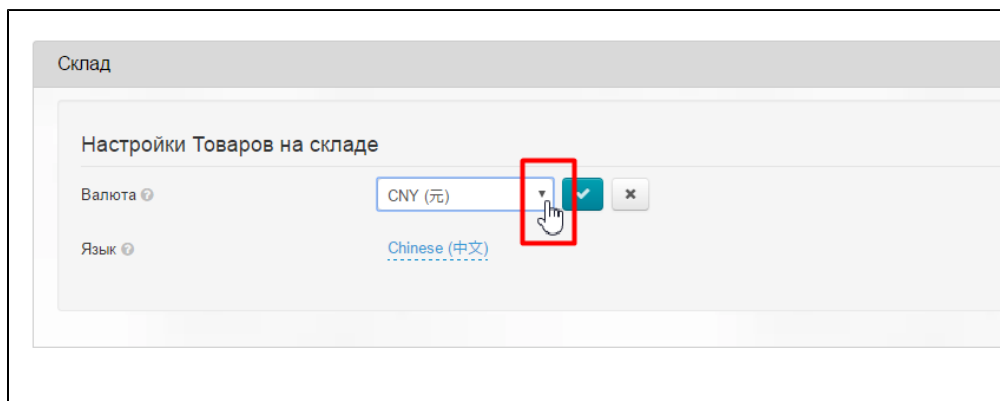 Склад
Настройки Товаров на складе
Валюта
CNY (元)
Язык
Chinese (中文)